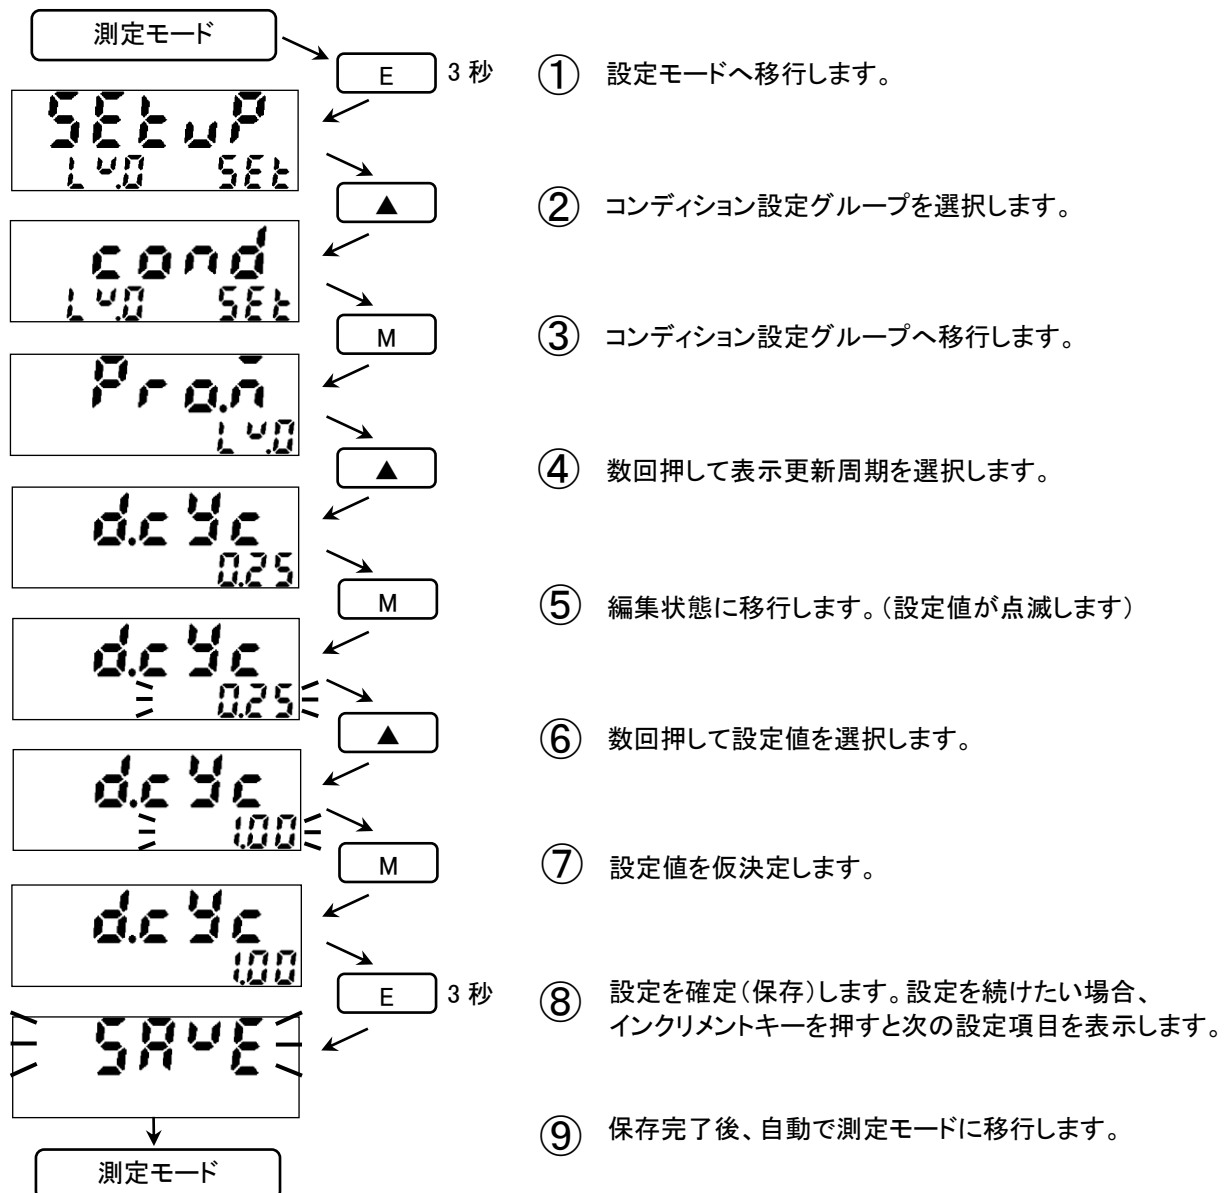 測定モード
E 3秒 ① 設定モードへ移行します。
SEtuP
Lv.0 SEt
▲ ② コンディション設定グループを選択します。
cond
Lv.0 SEt
M ③ コンディション設定グループへ移行します。
Pro.n̄
Lv.0
▲ ④ 数回押して表示更新周期を選択します。
d.cYc
0.25
M ⑤ 編集状態に移行します。(設定値が点滅します)
d.cYc
0.25
▲ ⑥ 数回押して設定値を選択します。
d.cYc
1.00
M ⑦ 設定値を仮決定します。
d.cYc
1.00
E 3秒 ⑧ 設定を確定(保存)します。設定を続けたい場合、
インクリメントキーを押すと次の設定項目を表示します。
SAvE
⑨ 保存完了後、自動で測定モードに移行します。
測定モード